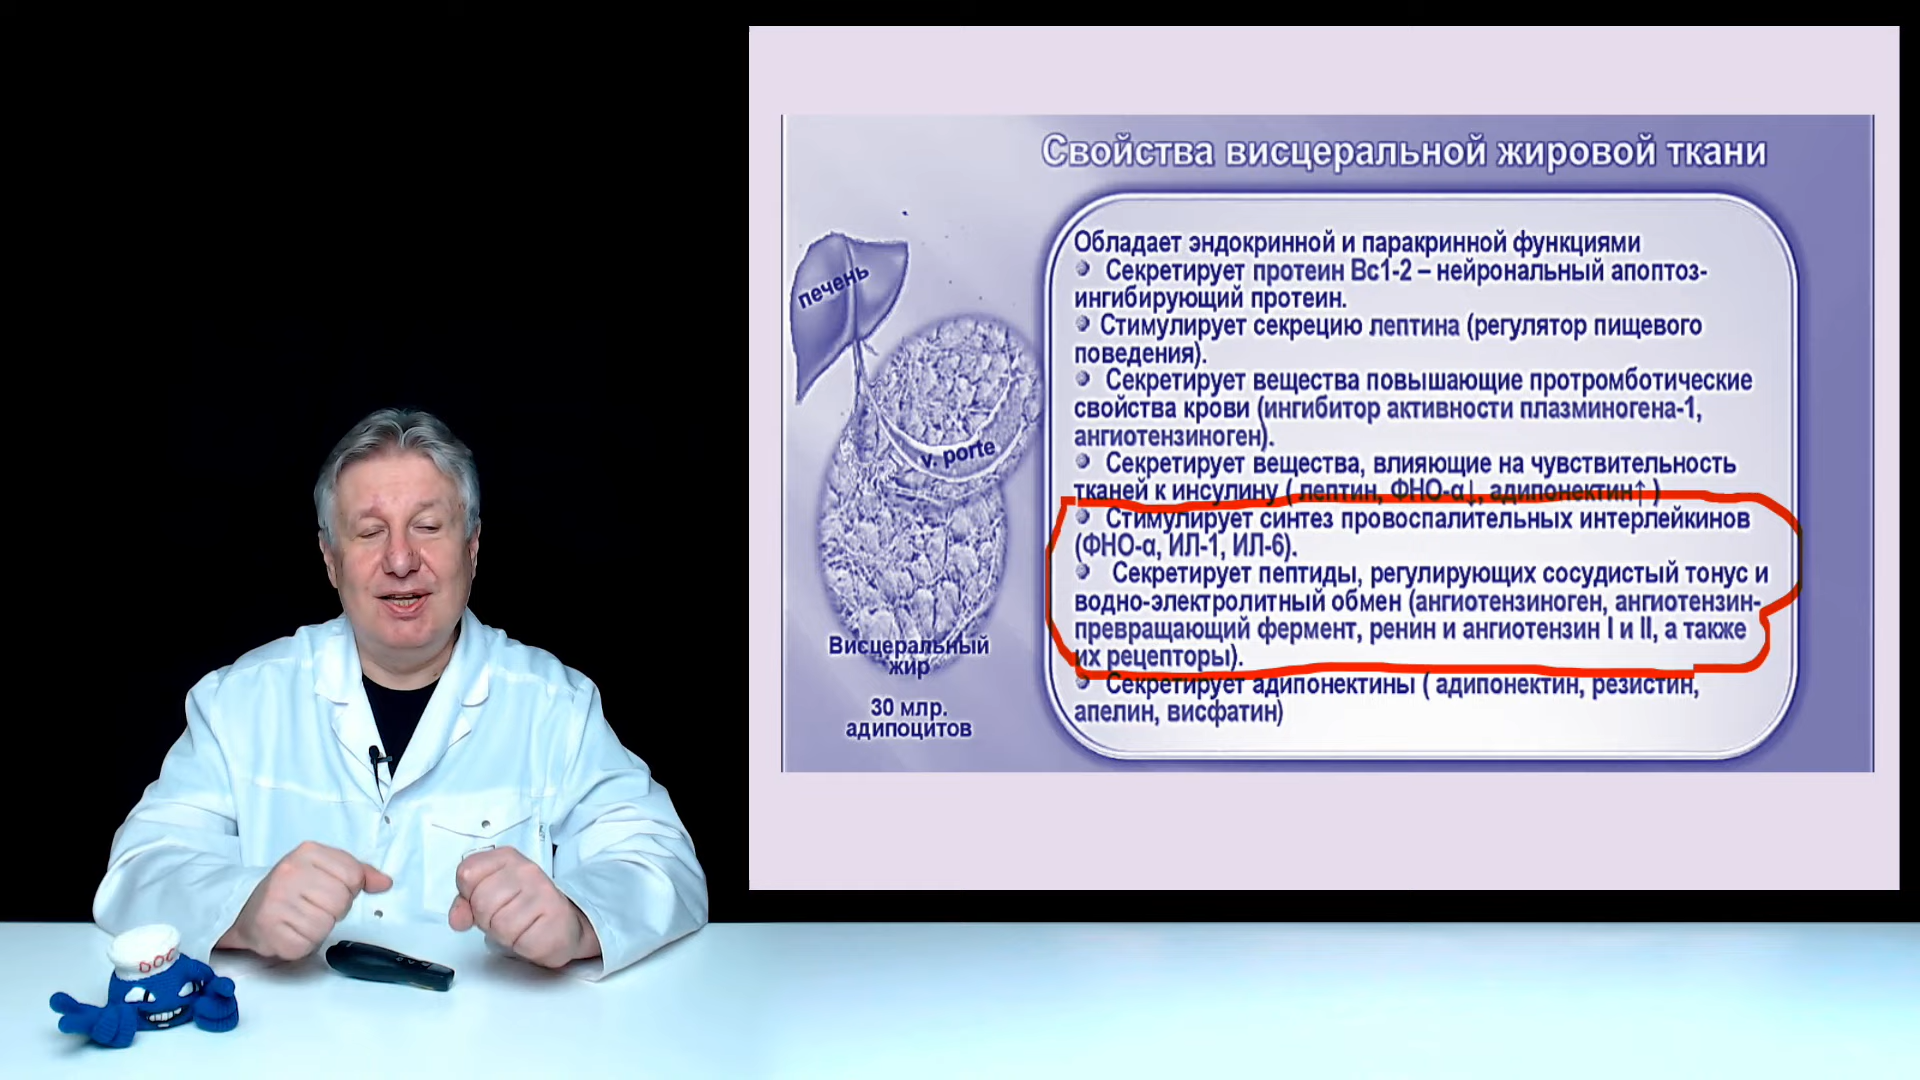 Свойства висцеральной жировой ткани
печень
v. porte
Висцеральный
жир
30 млр.
адипоцитов
Обладает эндокринной и паракринной функциями
Секретирует протеин Bc1-2 – нейрональный апоптоз-
ингибирующий протеин.
Стимулирует секрецию лептина (регулятор пищевого
поведения).
Секретирует вещества повышающие протромботические
свойства крови (ингибитор активности плазминогена-1,
ангиотензиноген).
Секретирует вещества, влияющие на чувствительность
тканей к инсулину ( лептин, ФНО-α↓, адипонектин↑ )
Стимулирует синтез провоспалительных интерлейкинов
(ФНО-α, ИЛ-1, ИЛ-6).
Секретирует пептиды, регулирующих сосудистый тонус и
водно-электролитный обмен (ангиотензиноген, ангиотензин-
превращающий фермент, ренин и ангиотензин I и II, а также
их рецепторы).
Секретирует адипонектины ( адипонектин, резистин,
апелин, висфатин)
DOC